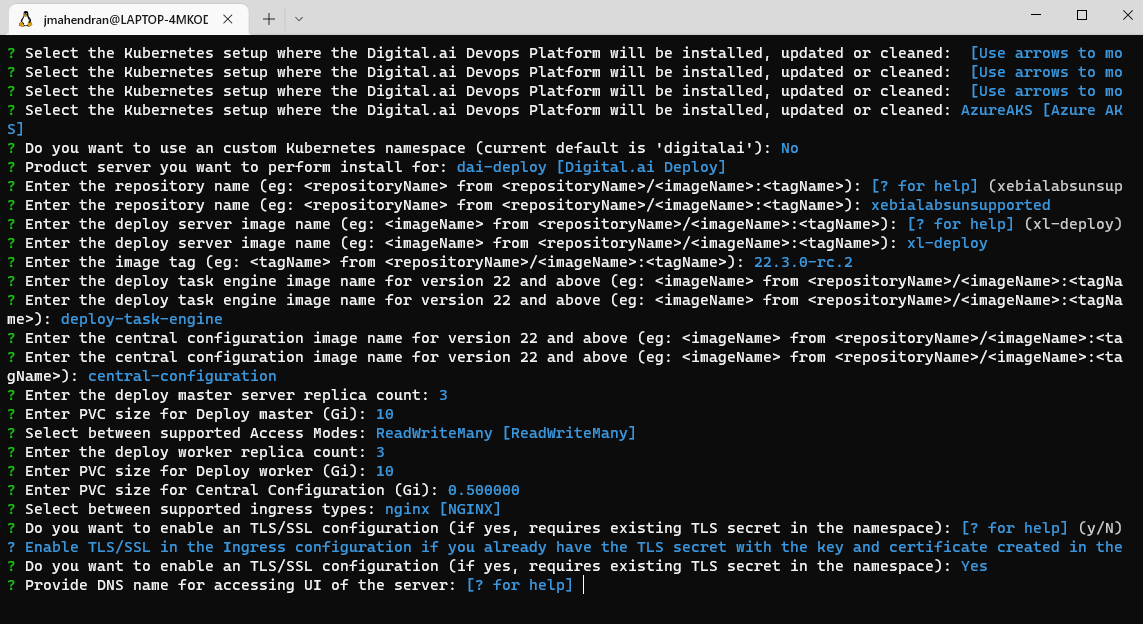 jmahendran@LAPTOP-4MKOD
? Select the Kubernetes setup where the Digital.ai Devops Platform will be installed, updated or cleaned:  [Use arrows to mo
? Select the Kubernetes setup where the Digital.ai Devops Platform will be installed, updated or cleaned:  [Use arrows to mo
? Select the Kubernetes setup where the Digital.ai Devops Platform will be installed, updated or cleaned:  [Use arrows to mo
? Select the Kubernetes setup where the Digital.ai Devops Platform will be installed, updated or cleaned: AzureAKS [Azure AK
S]
? Do you want to use an custom Kubernetes namespace (current default is 'digitalai'): No
? Product server you want to perform install for: dai-deploy [Digital.ai Deploy]
? Enter the repository name (eg: <repositoryName> from <repositoryName>/<imageName>:<tagName>): [? for help] (xebialabsunsup
? Enter the repository name (eg: <repositoryName> from <repositoryName>/<imageName>:<tagName>): xebialabsunsupported
? Enter the deploy server image name (eg: <imageName> from <repositoryName>/<imageName>:<tagName>): [? for help] (xl-deploy)
? Enter the deploy server image name (eg: <imageName> from <repositoryName>/<imageName>:<tagName>): xl-deploy
? Enter the image tag (eg: <tagName> from <repositoryName>/<imageName>:<tagName>): 22.3.0-rc.2
? Enter the deploy task engine image name for version 22 and above (eg: <imageName> from <repositoryName>/<imageName>:<tagNa
? Enter the deploy task engine image name for version 22 and above (eg: <imageName> from <repositoryName>/<imageName>:<tagNa
me>): deploy-task-engine
? Enter the central configuration image name for version 22 and above (eg: <imageName> from <repositoryName>/<imageName>:<ta
? Enter the central configuration image name for version 22 and above (eg: <imageName> from <repositoryName>/<imageName>:<ta
gName>): central-configuration
? Enter the deploy master server replica count: 3
? Enter PVC size for Deploy master (Gi): 10
? Select between supported Access Modes: ReadWriteMany [ReadWriteMany]
? Enter the deploy worker replica count: 3
? Enter PVC size for Deploy worker (Gi): 10
? Enter PVC size for Central Configuration (Gi): 0.500000
? Select between supported ingress types: nginx [NGINX]
? Do you want to enable an TLS/SSL configuration (if yes, requires existing TLS secret in the namespace): [? for help] (y/N)
? Enable TLS/SSL in the Ingress configuration if you already have the TLS secret with the key and certificate created in the
? Do you want to enable an TLS/SSL configuration (if yes, requires existing TLS secret in the namespace): Yes
? Provide DNS name for accessing UI of the server: [? for help]